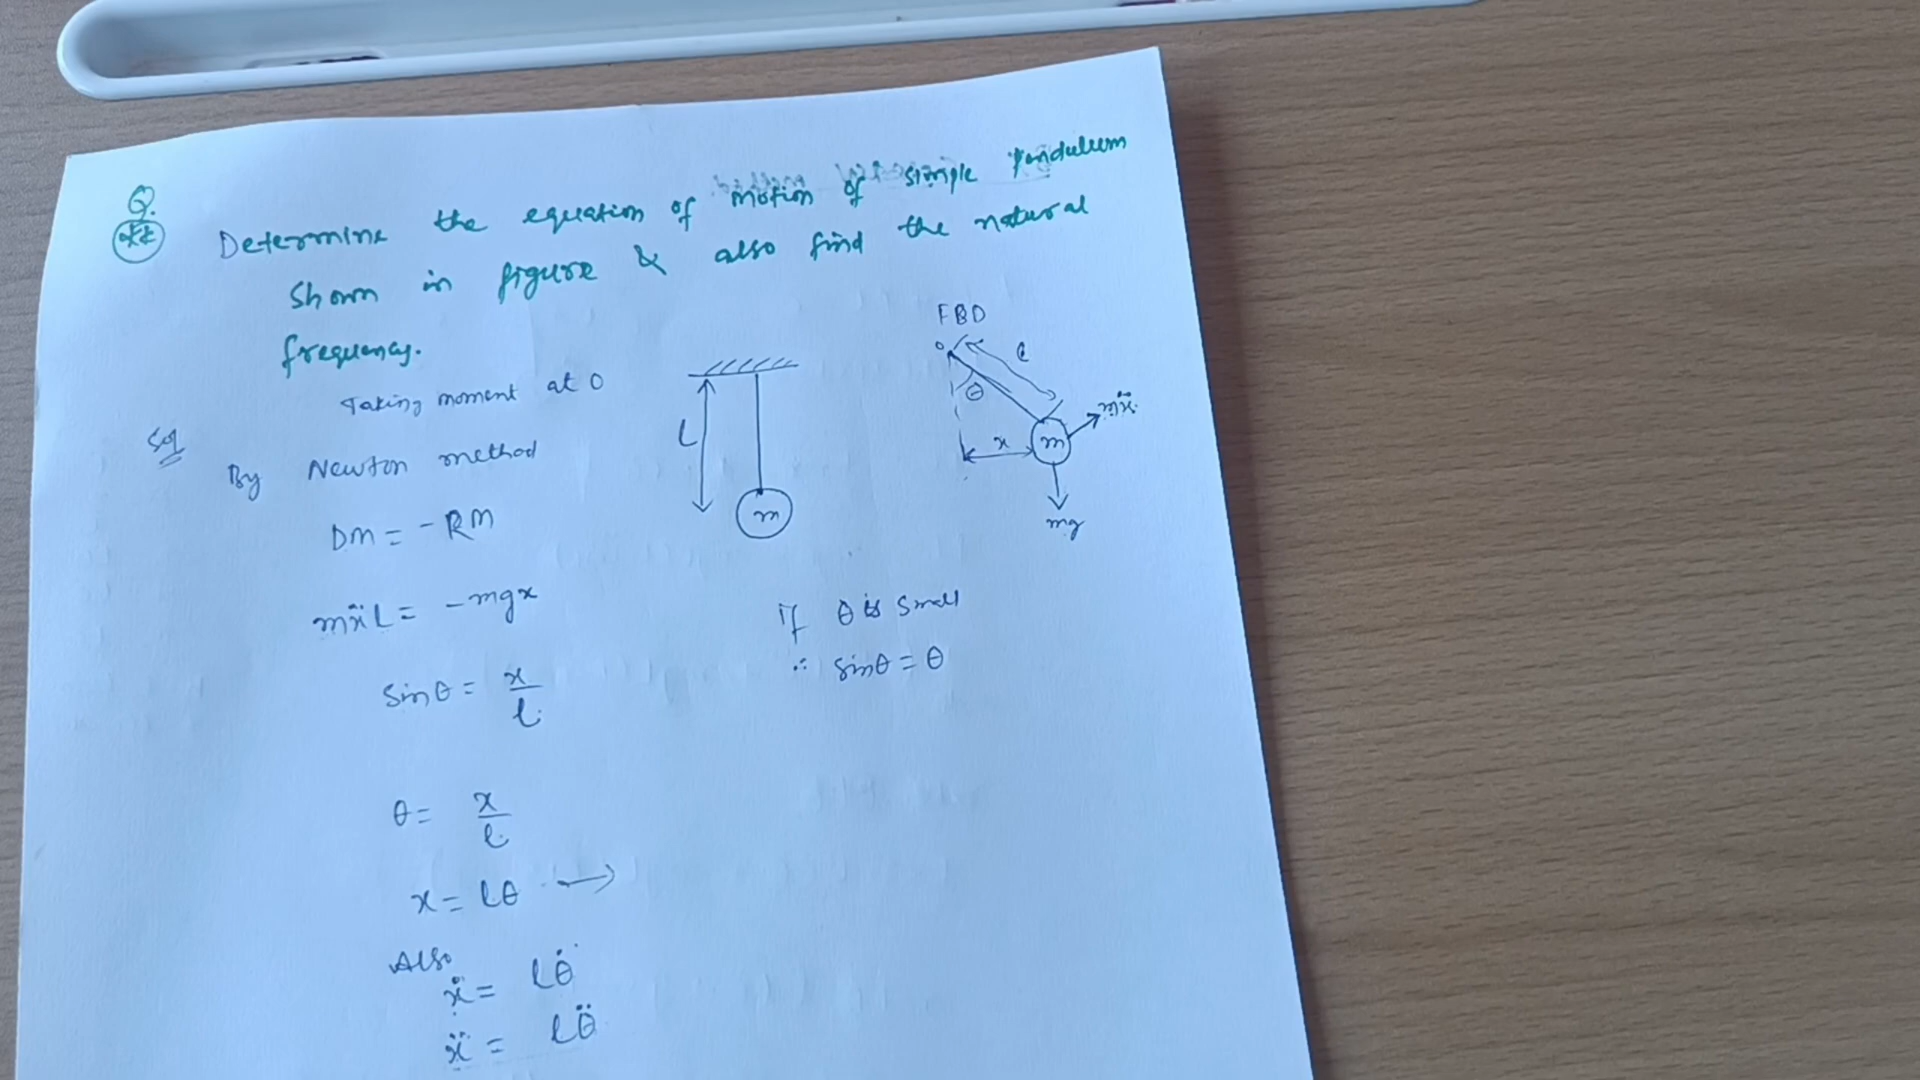 Q.
Determine the equation of motion of simple pendulum
shown in figure & also find the natural
frequency.
Taking moment at O
Sol
By Newton method
DM = - RM
mẍL = - mgx
sinθ = x/l
θ = x/l
x = lθ →
Also
ẋ = lθ̇
ẍ = lθ̈
L
m
FBD
O
l
θ
x
m
mẍ
mg
If θ is small
∴ sinθ = θ